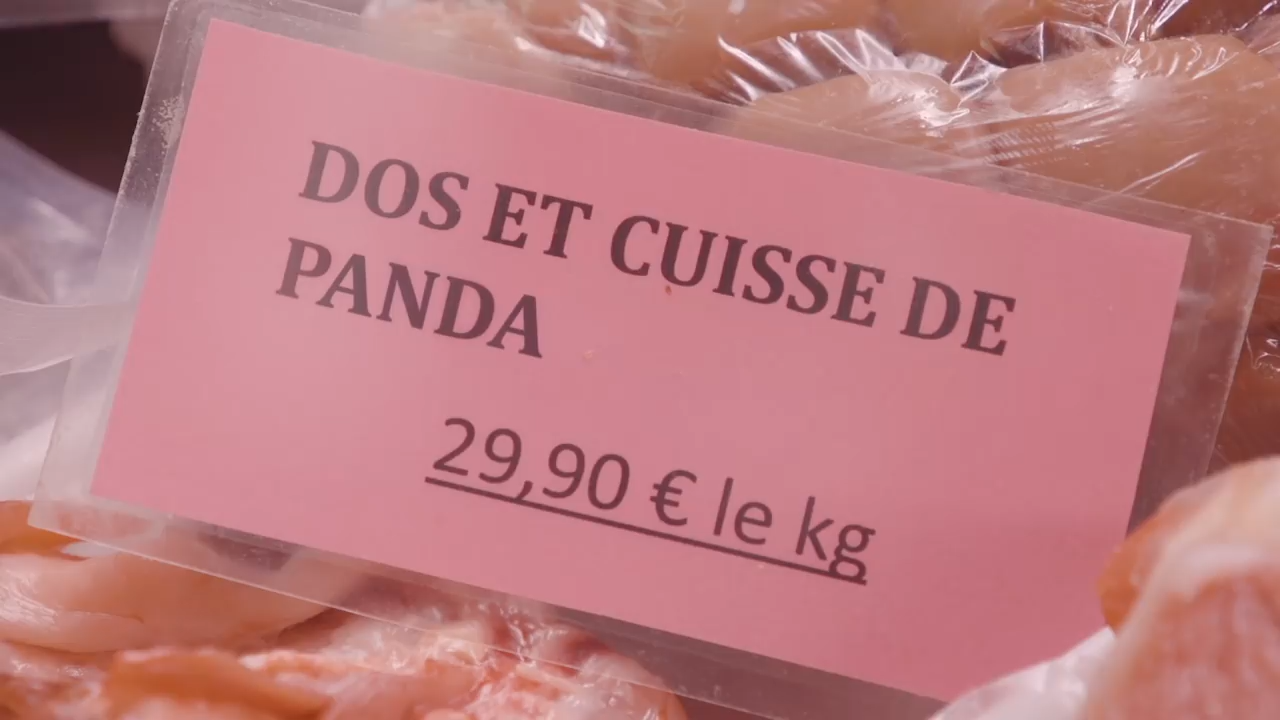 DOS ET CUISSE DE
PANDA
29,90 € le kg